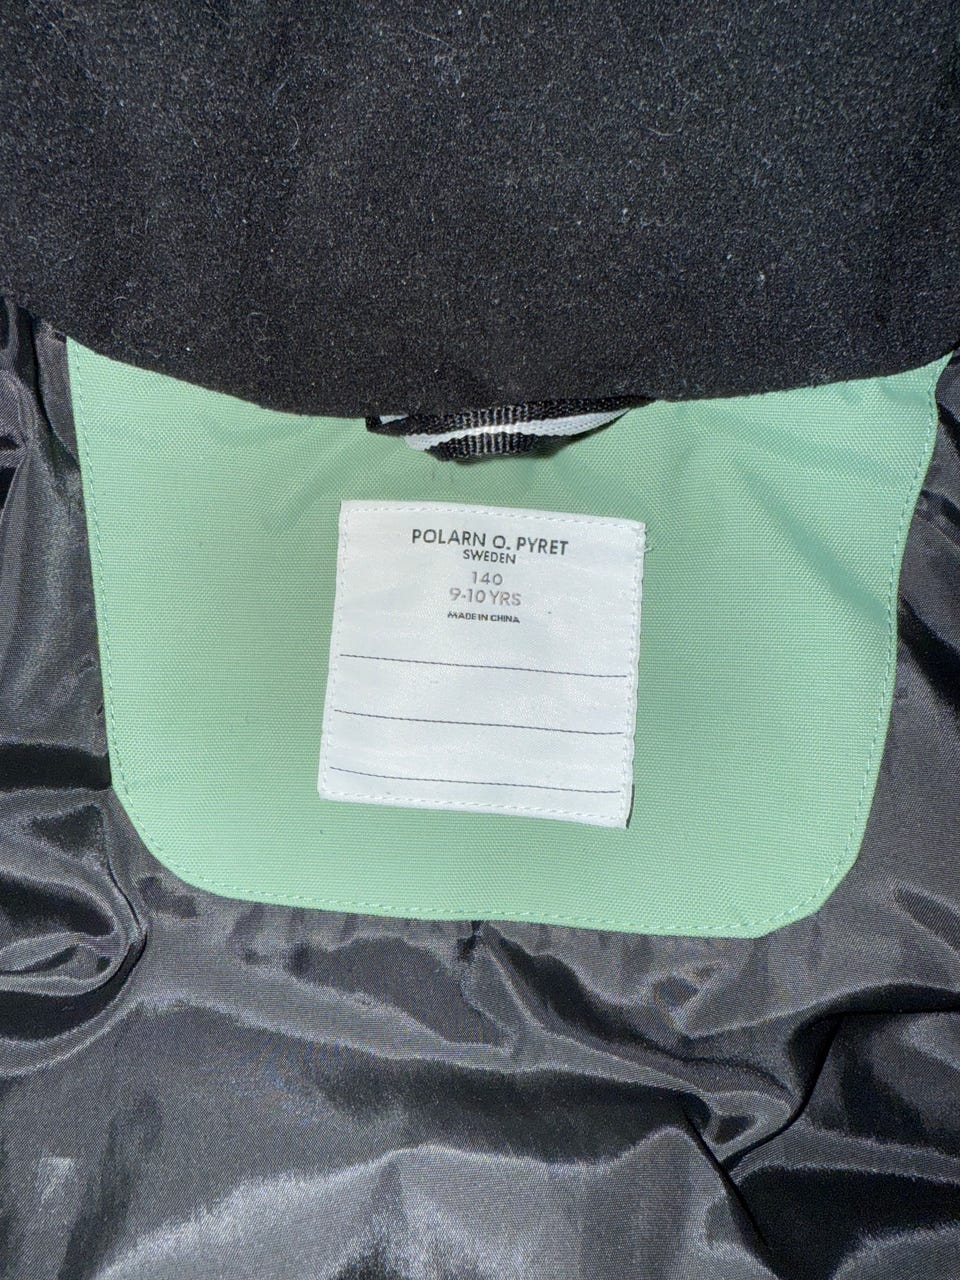 POLARN O. PYRET
SWEDEN
140
9-10 YRS
MADE IN CHINA